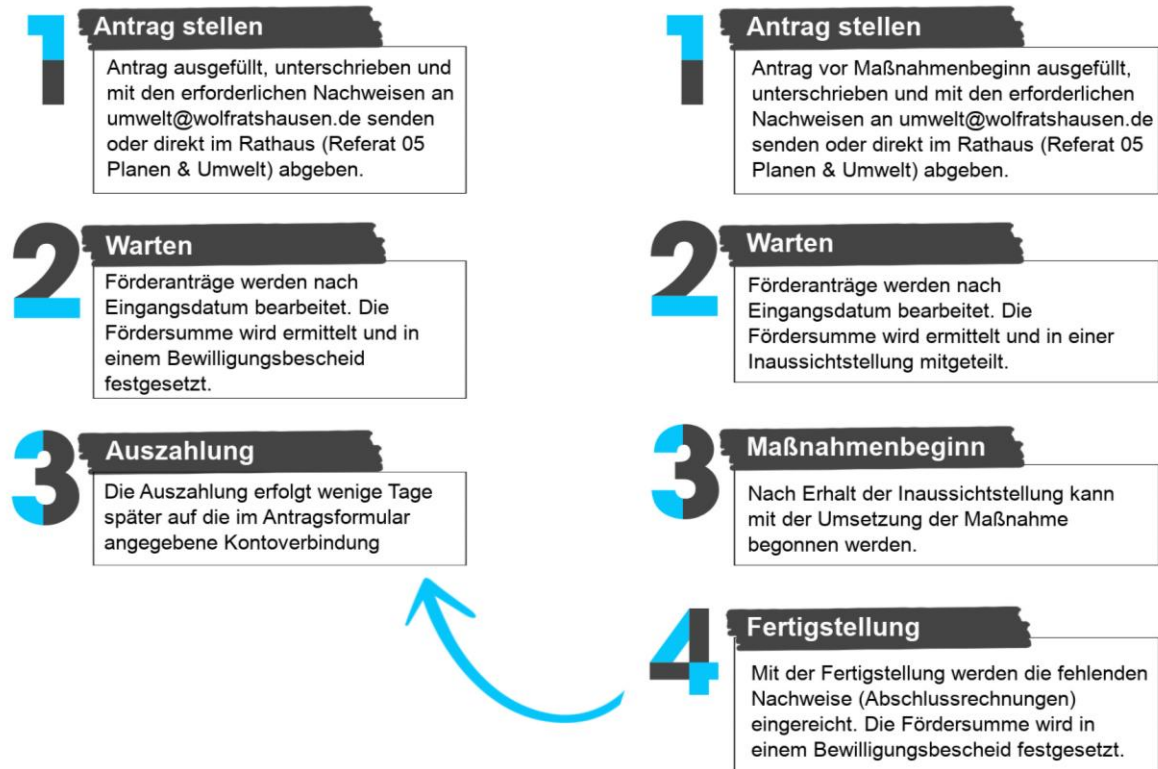 1
Antrag stellen
Antrag ausgefüllt, unterschrieben und
mit den erforderlichen Nachweisen an
umwelt@wolfratshausen.de senden
oder direkt im Rathaus (Referat 05
Planen & Umwelt) abgeben.
2
Warten
Förderanträge werden nach
Eingangsdatum bearbeitet. Die
Fördersumme wird ermittelt und in
einem Bewilligungsbescheid
festgesetzt.
3
Auszahlung
Die Auszahlung erfolgt wenige Tage
später auf die im Antragsformular
angegebene Kontoverbindung
1
Antrag stellen
Antrag vor Maßnahmenbeginn ausgefüllt,
unterschrieben und mit den erforderlichen
Nachweisen an umwelt@wolfratshausen.de
senden oder direkt im Rathaus (Referat 05
Planen & Umwelt) abgeben.
2
Warten
Förderanträge werden nach
Eingangsdatum bearbeitet. Die
Fördersumme wird ermittelt und in einer
Inaussichtstellung mitgeteilt.
3
Maßnahmenbeginn
Nach Erhalt der Inaussichtstellung kann
mit der Umsetzung der Maßnahme
begonnen werden.
4
Fertigstellung
Mit der Fertigstellung werden die fehlenden
Nachweise (Abschlussrechnungen)
eingereicht. Die Fördersumme wird in
einem Bewilligungsbescheid festgesetzt.